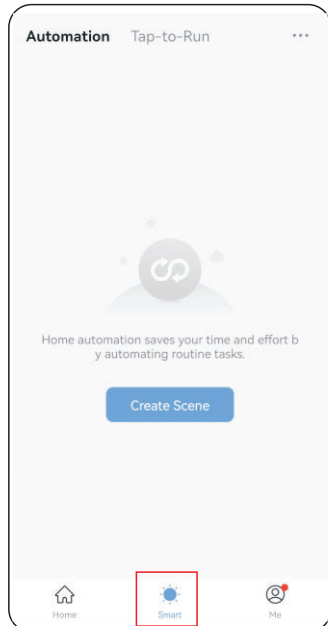 Automation Tap-to-Run ...
Home automation saves your time and effort b
y automating routine tasks.
Create Scene
Home Smart Me